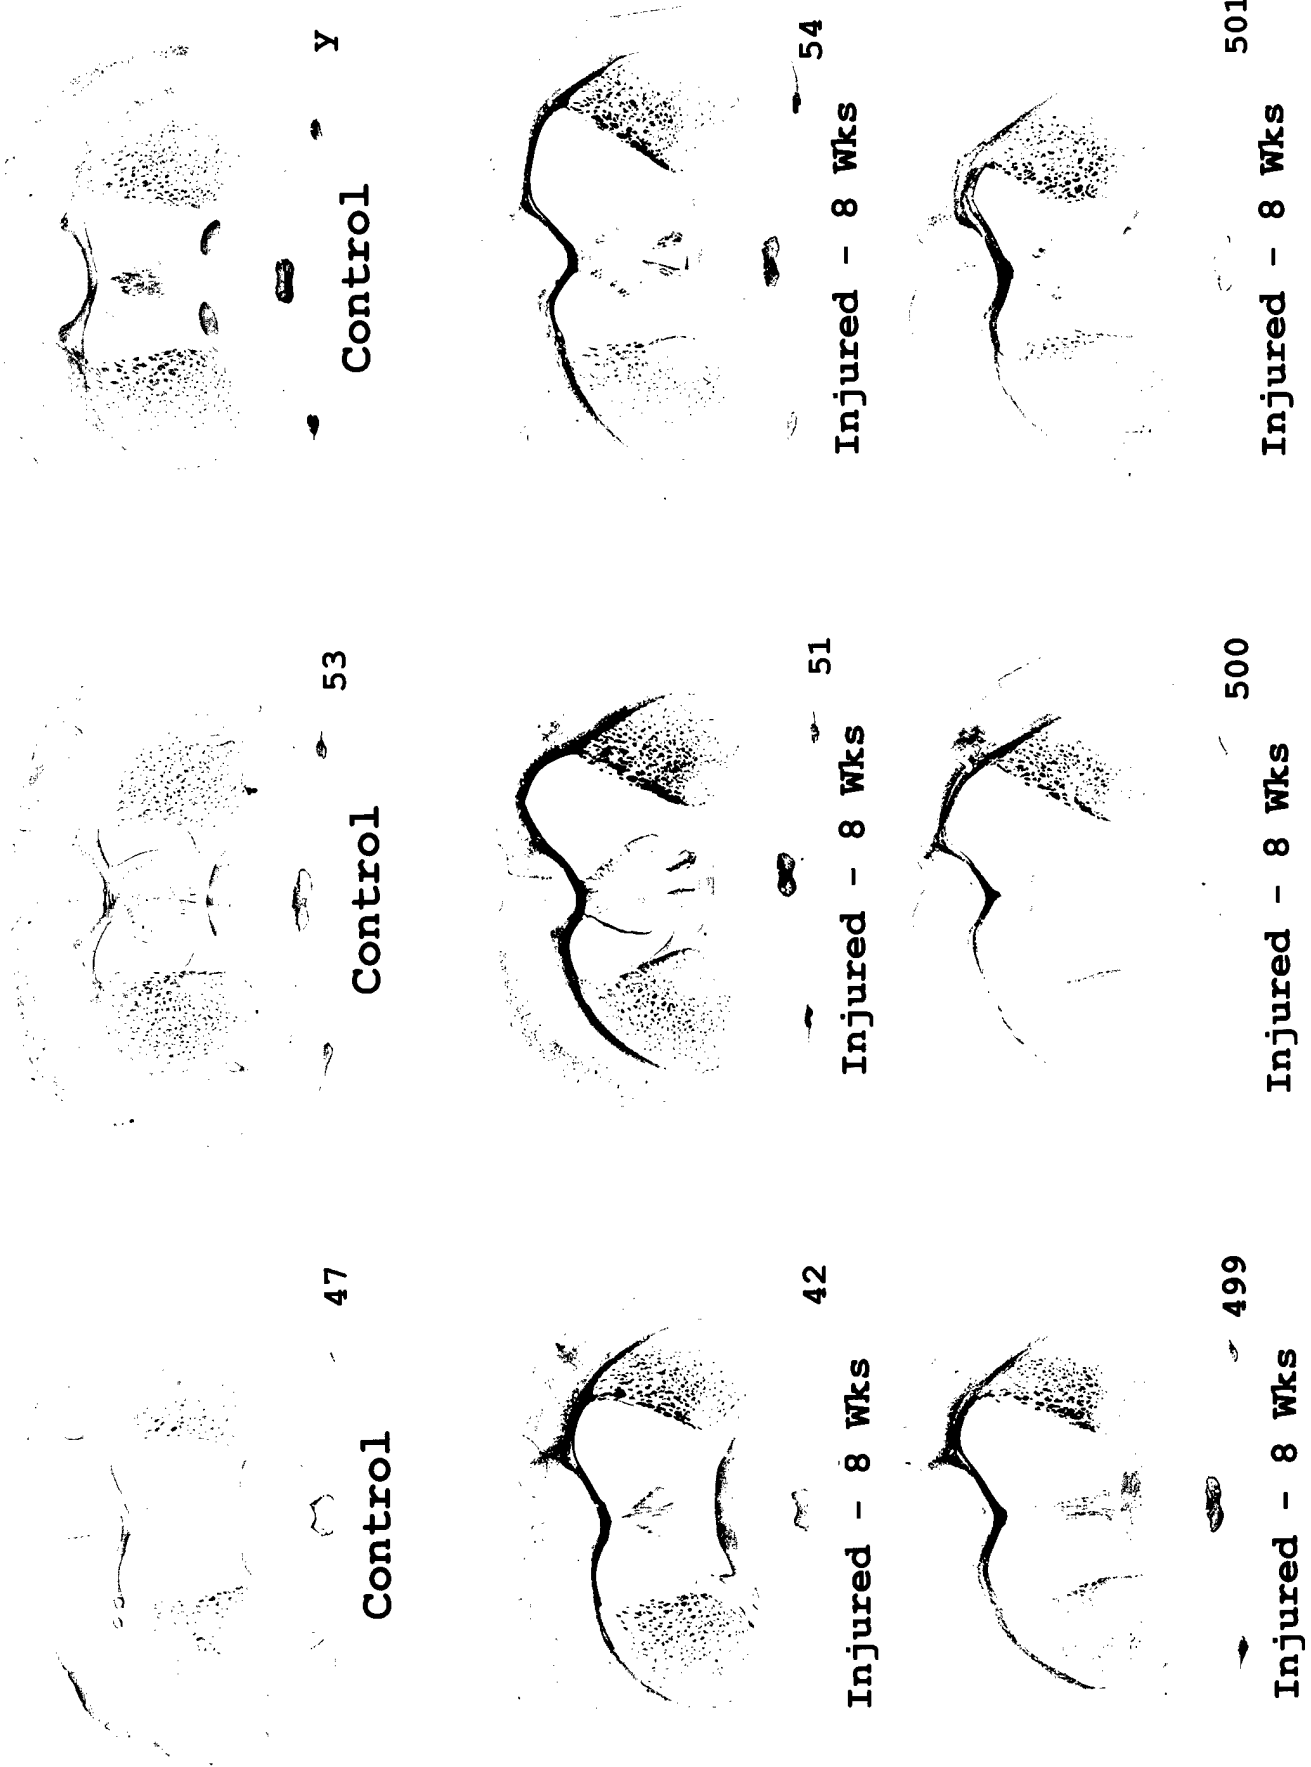 47
Control
53
Control
y
Control
42
Injured - 8 Wks
51
Injured - 8 Wks
54
Injured - 8 Wks
499
Injured - 8 Wks
500
Injured - 8 Wks
501
Injured - 8 Wks